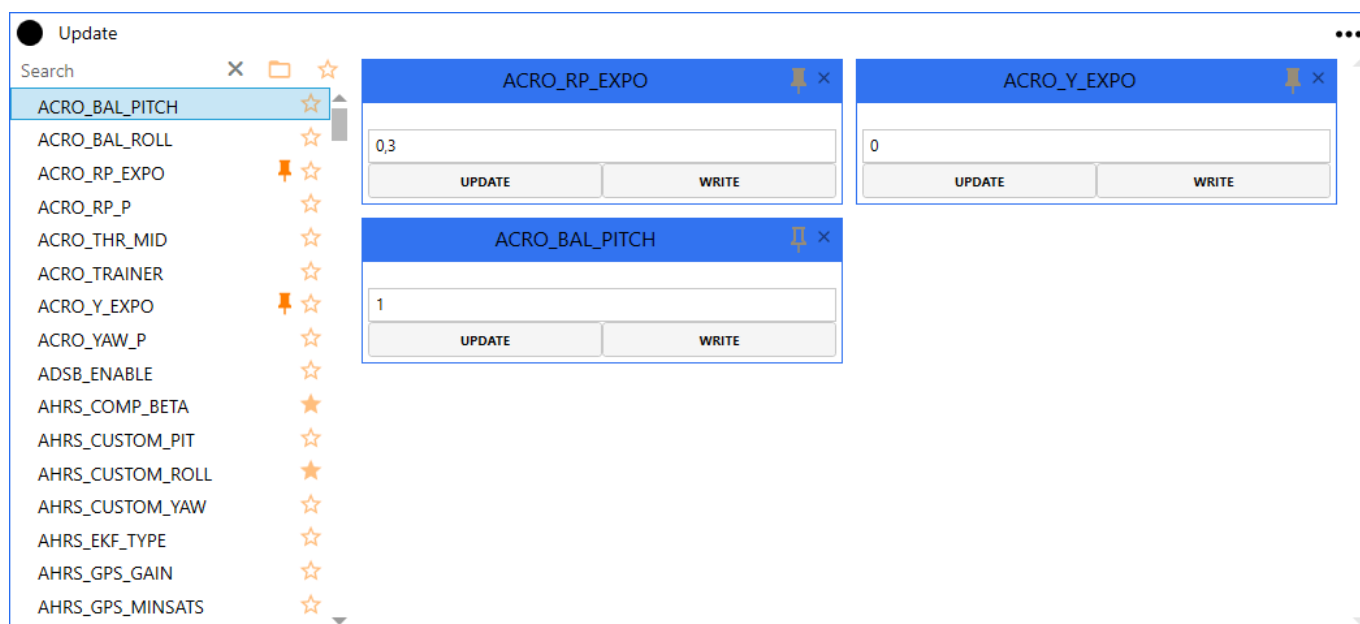 Update
Search
ACRO_BAL_PITCH
ACRO_BAL_ROLL
ACRO_RP_EXPO
ACRO_RP_P
ACRO_THR_MID
ACRO_TRAINER
ACRO_Y_EXPO
ACRO_YAW_P
ADSB_ENABLE
AHRS_COMP_BETA
AHRS_CUSTOM_PIT
AHRS_CUSTOM_ROLL
AHRS_CUSTOM_YAW
AHRS_EKF_TYPE
AHRS_GPS_GAIN
AHRS_GPS_MINSATS
ACRO_RP_EXPO
0,3
UPDATE WRITE
ACRO_Y_EXPO
0
UPDATE WRITE
ACRO_BAL_PITCH
1
UPDATE WRITE